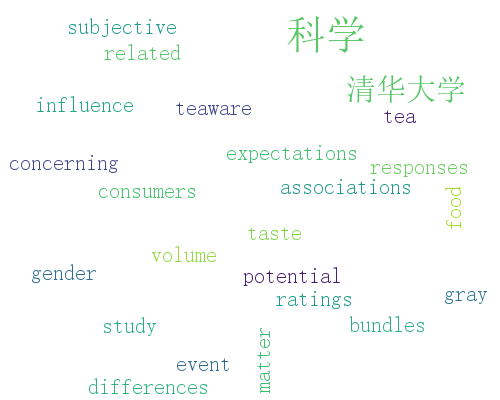 subjective
科学
related
清华大学
influence
teaware
tea
expectations
concerning
responses
consumers
associations
food
taste
volume
gender
potential
ratings
gray
study
bundles
matter
event
differences